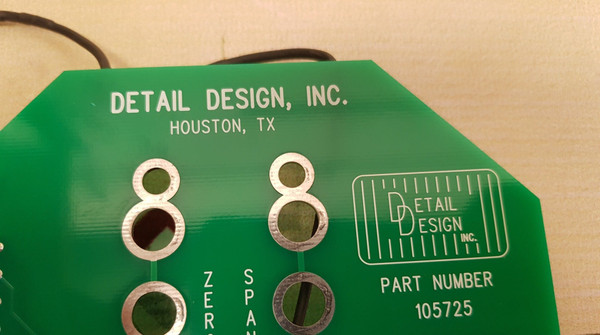 DETAIL DESIGN, INC.
HOUSTON, TX
DETAIL
DESIGN
INC.
PART NUMBER
105725
SPAN